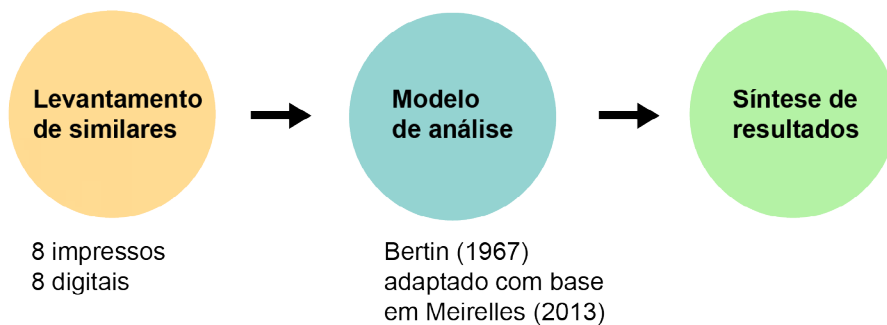 Levantamento
de similares
Modelo
de análise
Síntese de
resultados
8 impressos
8 digitais
Bertin (1967)
adaptado com base
em Meirelles (2013)